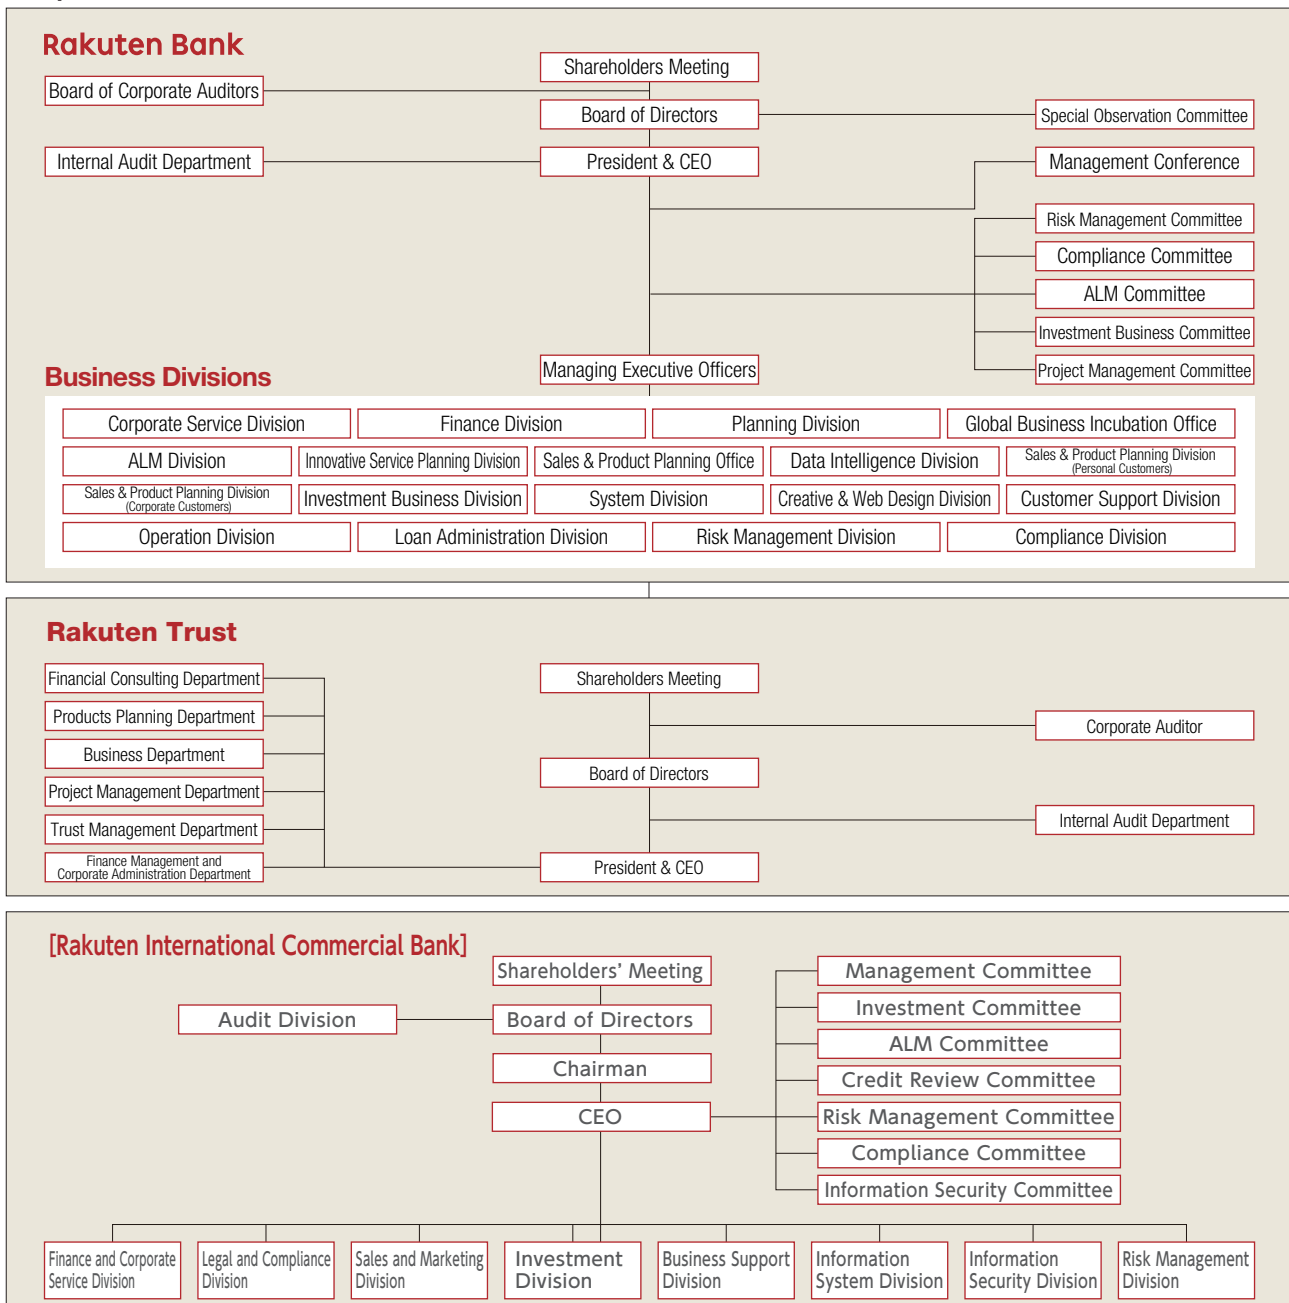 Rakuten Bank
Shareholders Meeting
Board of Corporate Auditors
Board of Directors
Special Observation Committee
Internal Audit Department
President & CEO
Management Conference
Risk Management Committee
Compliance Committee
ALM Committee
Investment Business Committee
Managing Executive Officers
Project Management Committee
Business Divisions
Corporate Service Division
Finance Division
Planning Division
Global Business Incubation Office
ALM Division
Innovative Service Planning Division
Sales & Product Planning Office
Data Intelligence Division
Sales & Product Planning Division
(Personal Customers)
Sales & Product Planning Division
(Corporate Customers)
Investment Business Division
System Division
Creative & Web Design Division
Customer Support Division
Operation Division
Loan Administration Division
Risk Management Division
Compliance Division
Rakuten Trust
Financial Consulting Department
Products Planning Department
Business Department
Project Management Department
Trust Management Department
Finance Management and
Corporate Administration Department
Shareholders Meeting
Corporate Auditor
Board of Directors
Internal Audit Department
President & CEO
[Rakuten International Commercial Bank]
Shareholders' Meeting
Audit Division
Board of Directors
Chairman
CEO
Management Committee
Investment Committee
ALM Committee
Credit Review Committee
Risk Management Committee
Compliance Committee
Information Security Committee
Finance and Corporate
Service Division
Legal and Compliance
Division
Sales and Marketing
Division
Investment
Division
Business Support
Division
Information
System Division
Information
Security Division
Risk Management
Division